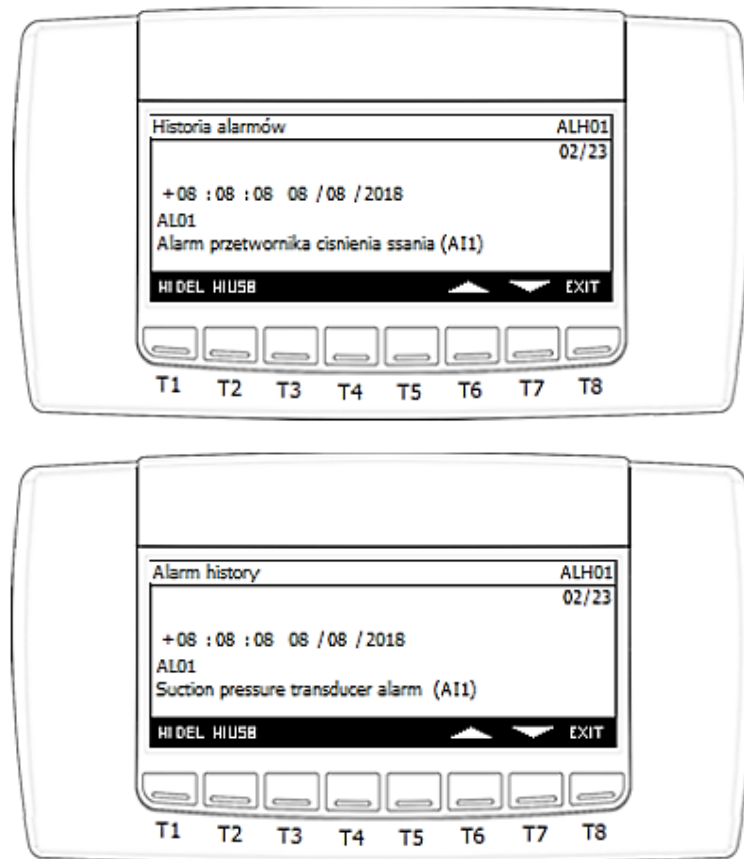 Historia alarmów ALH01
02/23
+08 :08 :08 08 /08 /2018
AL01
Alarm przetwornika cisnienia ssania (AI1)
HIDEL HIUSB EXIT
T1 T2 T3 T4 T5 T6 T7 T8
Alarm history ALH01
02/23
+08 :08 :08 08 /08 /2018
AL01
Suction pressure transducer alarm (AI1)
HIDEL HIUSB EXIT
T1 T2 T3 T4 T5 T6 T7 T8